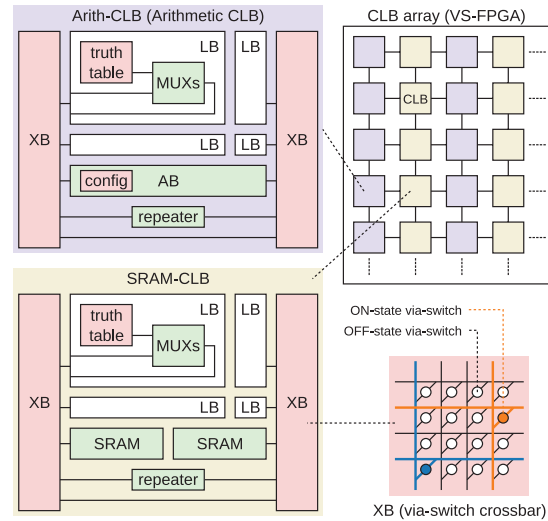 Arith-CLB (Arithmetic CLB)
XB
truth
table
MUXs
LB
LB
LB
LB
config
AB
repeater
XB
CLB array (VS-FPGA)
CLB
SRAM-CLB
XB
truth
table
MUXs
LB
LB
LB
LB
SRAM
SRAM
repeater
XB
ON-state via-switch
OFF-state via-switch
XB (via-switch crossbar)